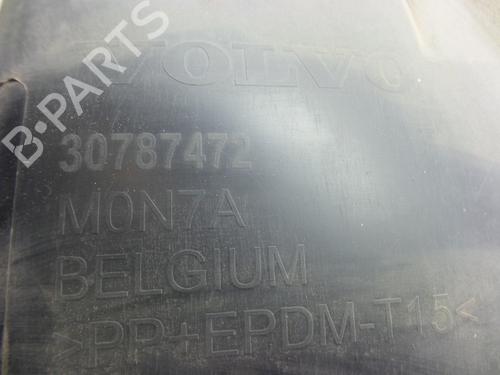 VOLVO
B-PARTS
30787472
M0N7A
BELGIUM
>PP+EPDM-T15<